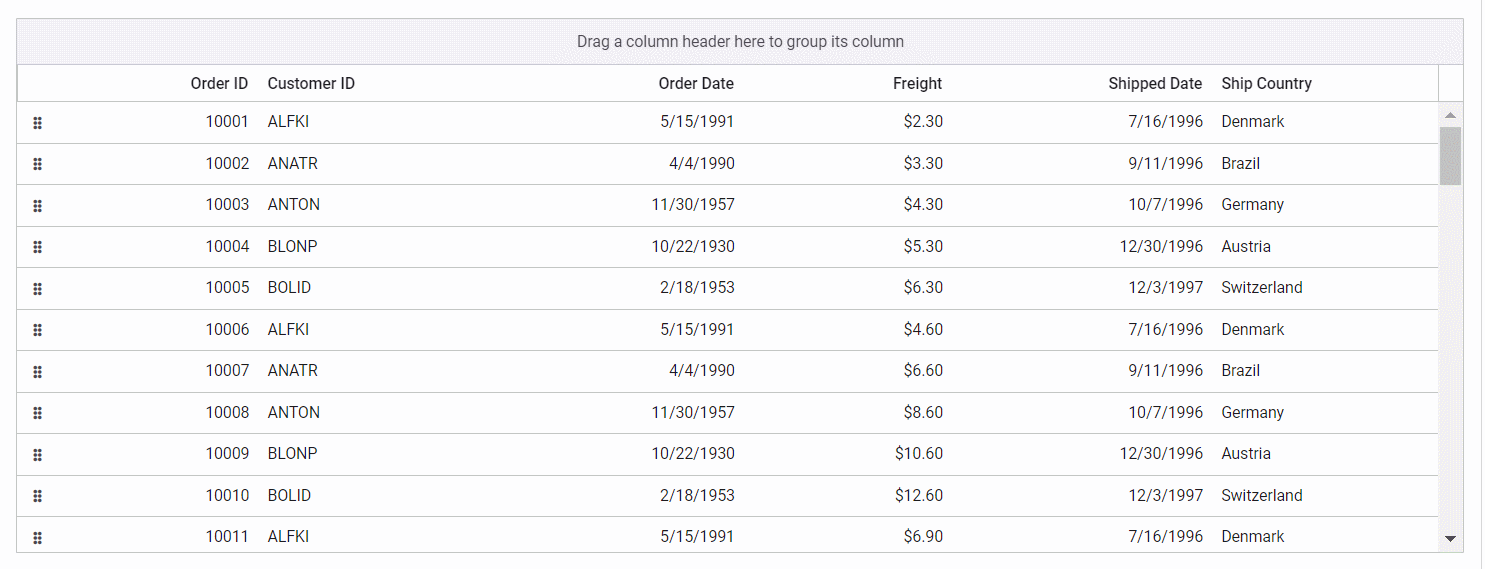 Drag a column header here to group its column
Order ID Customer ID Order Date Freight Shipped Date Ship Country
10001 ALFKI 5/15/1991 $2.30 7/16/1996 Denmark
10002 ANATR 4/4/1990 $3.30 9/11/1996 Brazil
10003 ANTON 11/30/1957 $4.30 10/7/1996 Germany
10004 BLONP 10/22/1930 $5.30 12/30/1996 Austria
10005 BOLID 2/18/1953 $6.30 12/3/1997 Switzerland
10006 ALFKI 5/15/1991 $4.60 7/16/1996 Denmark
10007 ANATR 4/4/1990 $6.60 9/11/1996 Brazil
10008 ANTON 11/30/1957 $8.60 10/7/1996 Germany
10009 BLONP 10/22/1930 $10.60 12/30/1996 Austria
10010 BOLID 2/18/1953 $12.60 12/3/1997 Switzerland
10011 ALFKI 5/15/1991 $6.90 7/16/1996 Denmark